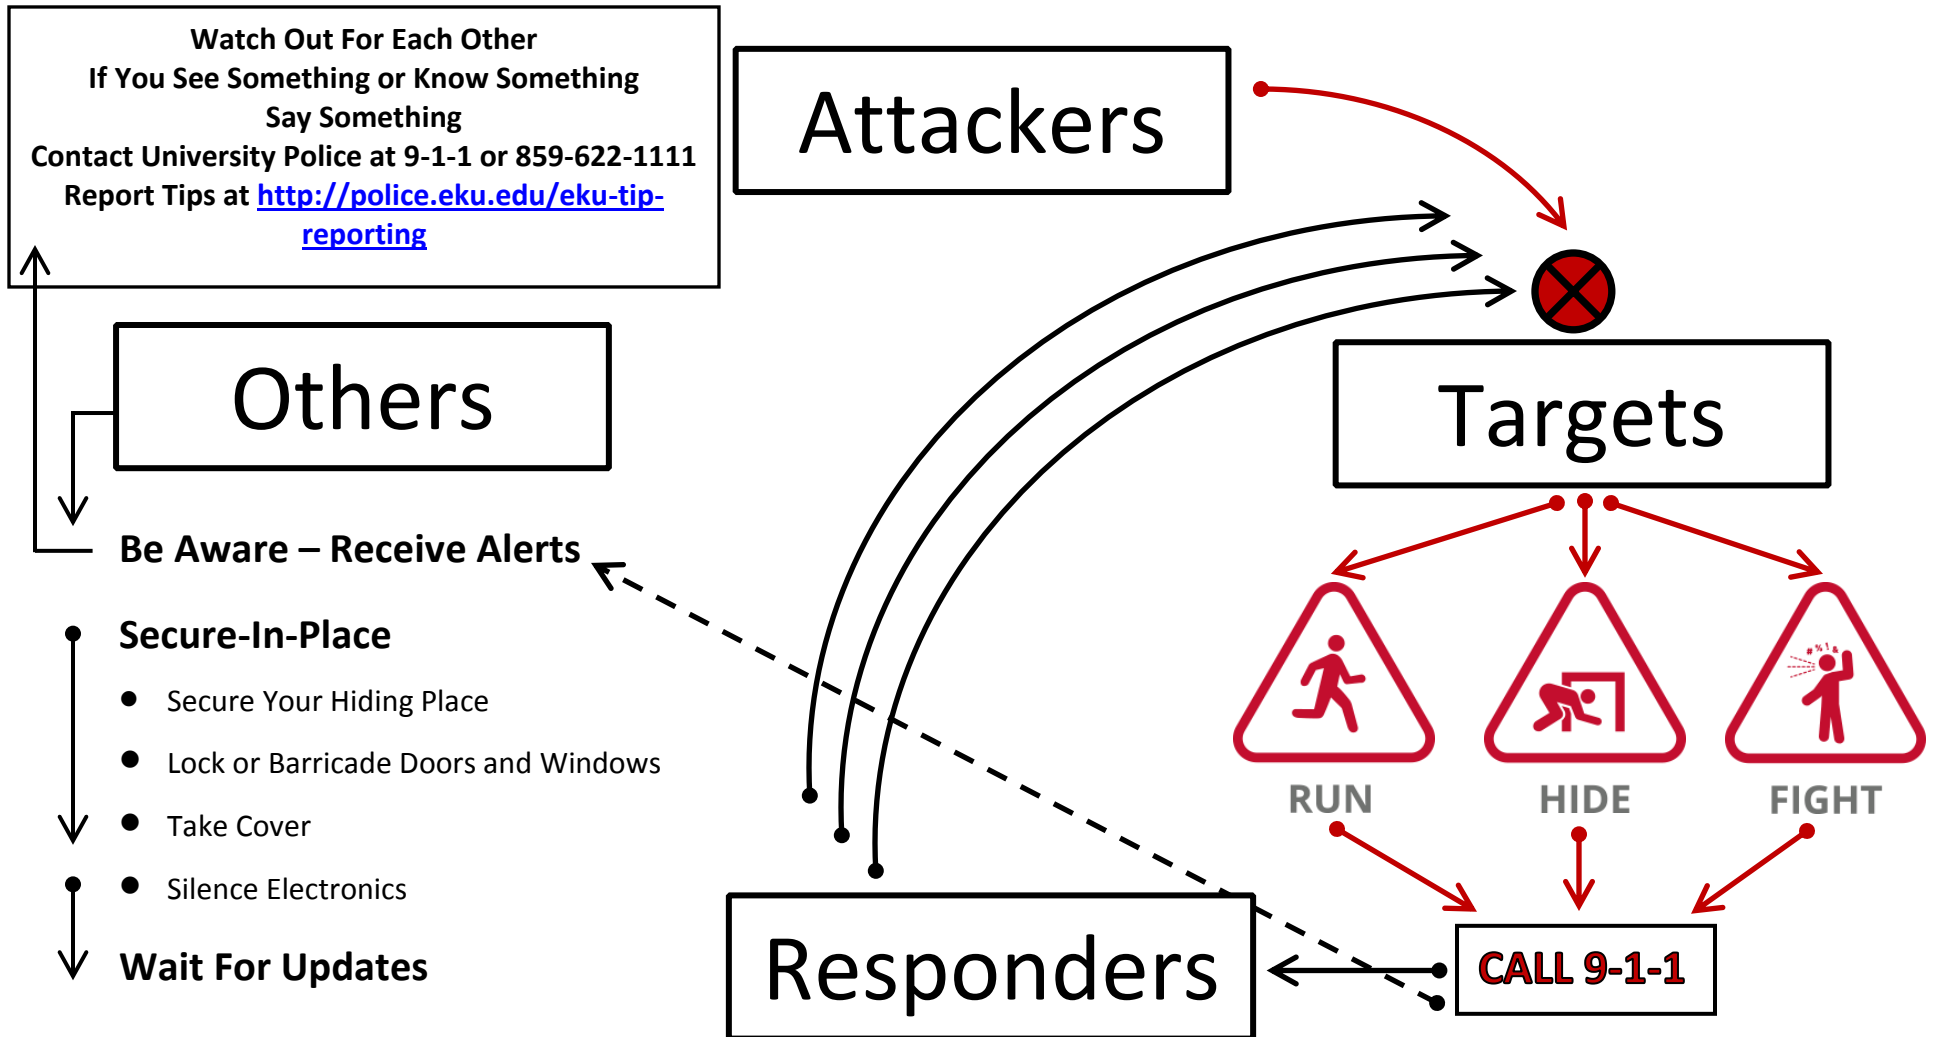 Watch Out For Each Other
If You See Something or Know Something
Say Something
Contact University Police at 9-1-1 or 859-622-1111
Report Tips at http://police.eku.edu/eku-tip-
reporting
Attackers
Others
Targets
Be Aware – Receive Alerts
Secure-In-Place
• Secure Your Hiding Place
• Lock or Barricade Doors and Windows
• Take Cover
• Silence Electronics
Wait For Updates
#%!&
RUN
HIDE
FIGHT
Responders
CALL 9-1-1